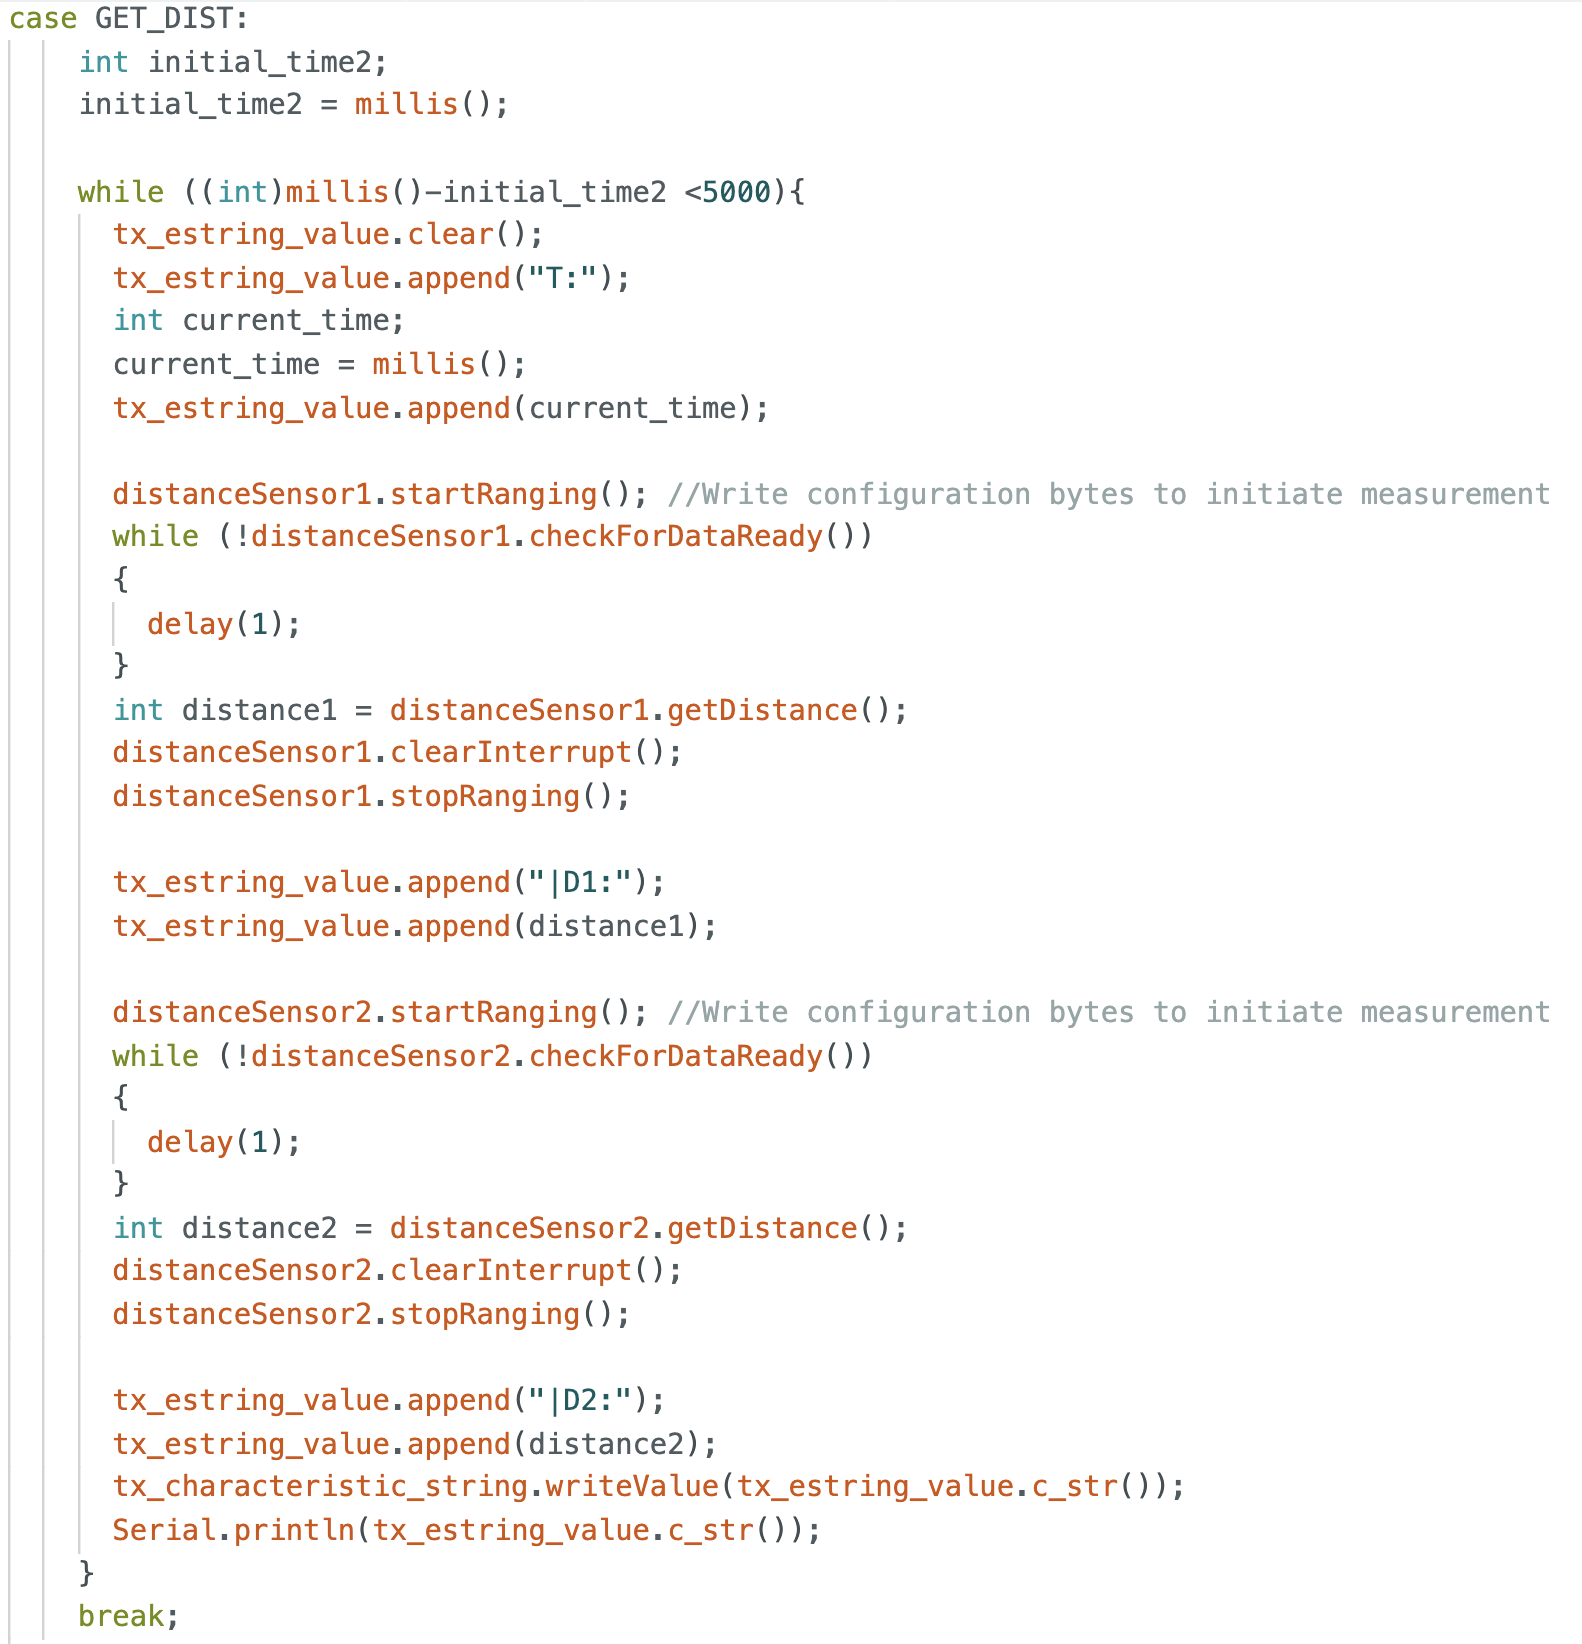 case GET_DIST:
int initial_time2;
initial_time2 = millis();
while ((int)millis()-initial_time2 <5000){
tx_estring_value.clear();
tx_estring_value.append("T:");
int current_time;
current_time = millis();
tx_estring_value.append(current_time);
distanceSensor1.startRanging(); //Write configuration bytes to initiate measurement
while (!distanceSensor1.checkForDataReady())
{
delay(1);
}
int distance1 = distanceSensor1.getDistance();
distanceSensor1.clearInterrupt();
distanceSensor1.stopRanging();
tx_estring_value.append("|D1:");
tx_estring_value.append(distance1);
distanceSensor2.startRanging(); //Write configuration bytes to initiate measurement
while (!distanceSensor2.checkForDataReady())
{
delay(1);
}
int distance2 = distanceSensor2.getDistance();
distanceSensor2.clearInterrupt();
distanceSensor2.stopRanging();
tx_estring_value.append("|D2:");
tx_estring_value.append(distance2);
tx_characteristic_string.writeValue(tx_estring_value.c_str());
Serial.println(tx_estring_value.c_str());
}
break;